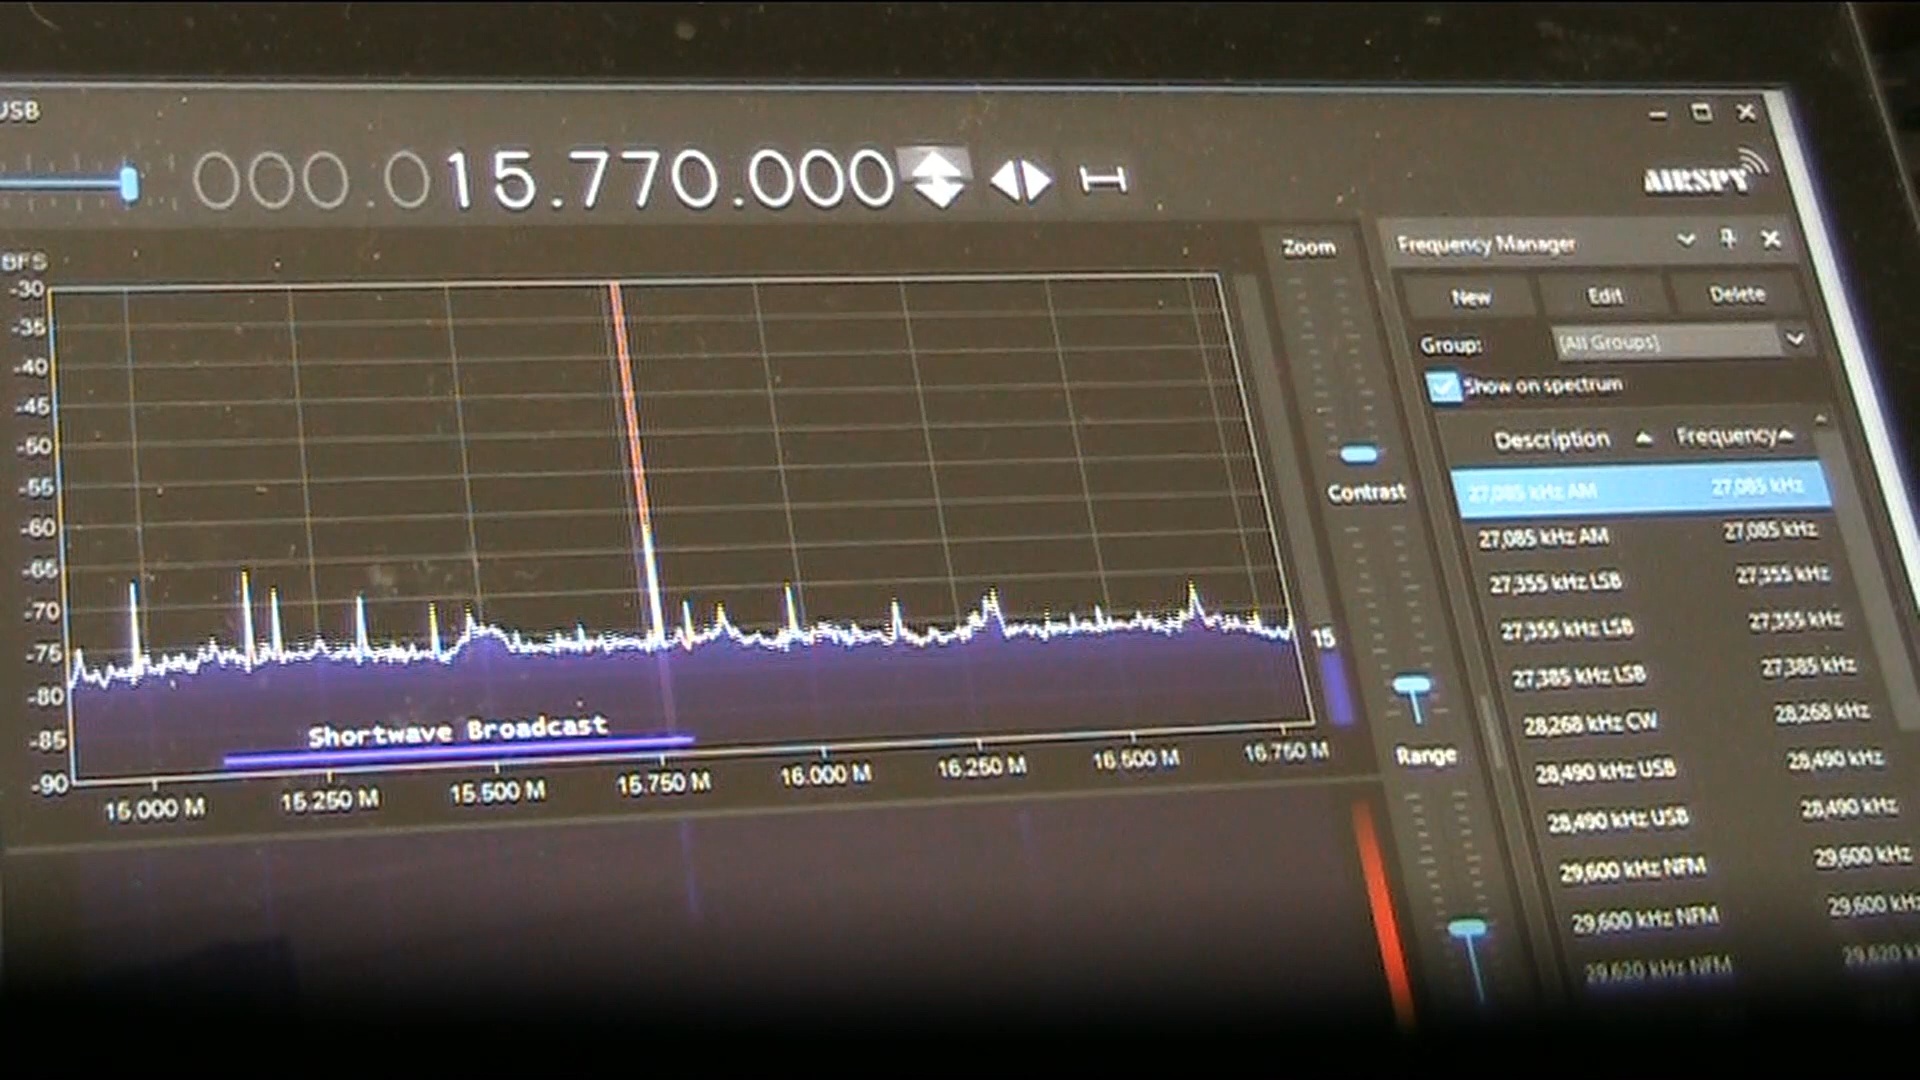 USB
000.015.770.000
AIRSPY
BFS
Zoom
Frequency Manager
-30
New Edit Delete
-35
Group: [All Groups]
-40
Show on spectrum
-45
Description Frequency
-50
Contrast
27,085 kHz AM 27,085 kHz
-55
27,085 kHz AM 27,085 kHz
-60
27,355 kHz LSB 27,355 kHz
-65
27,355 kHz LSB 27,355 kHz
-70
15
27,385 kHz LSB 27,385 kHz
-75
28,268 kHz CW 28,268 kHz
-80
Shortwave Broadcast
-85
Range
28,490 kHz USB 28,490 kHz
-90
15.000 M 15.250 M 15.500 M 15.750 M 16.000 M 16.250 M 16.500 M 16.750 M
28,490 kHz USB 28,490 kHz
29,600 kHz NFM 29,600 kHz
29,600 kHz NFM 29,600 kHz
29,620 kHz NFM 29,620 k